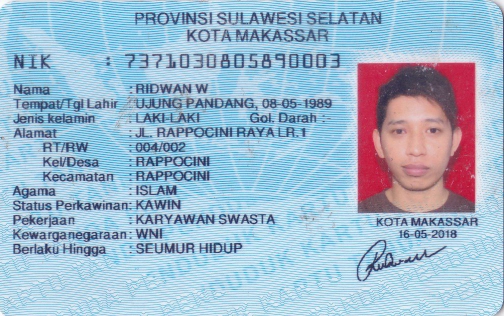 PROVINSI SULAWESI SELATAN
KOTA MAKASSAR
NIK : 7371030805890003
Nama : RIDWAN W
Tempat/Tgl Lahir : UJUNG PANDANG, 08-05-1989
Jenis kelamin : LAKI-LAKI Gol. Darah :-
Alamat : JL. RAPPOCINI RAYA LR.1
RT/RW : 004/002
Kel/Desa : RAPPOCINI
Kecamatan : RAPPOCINI
Agama : ISLAM
Status Perkawinan: KAWIN
Pekerjaan : KARYAWAN SWASTA
Kewarganegaraan: WNI
Berlaku Hingga : SEUMUR HIDUP
KOTA MAKASSAR
16-05-2018